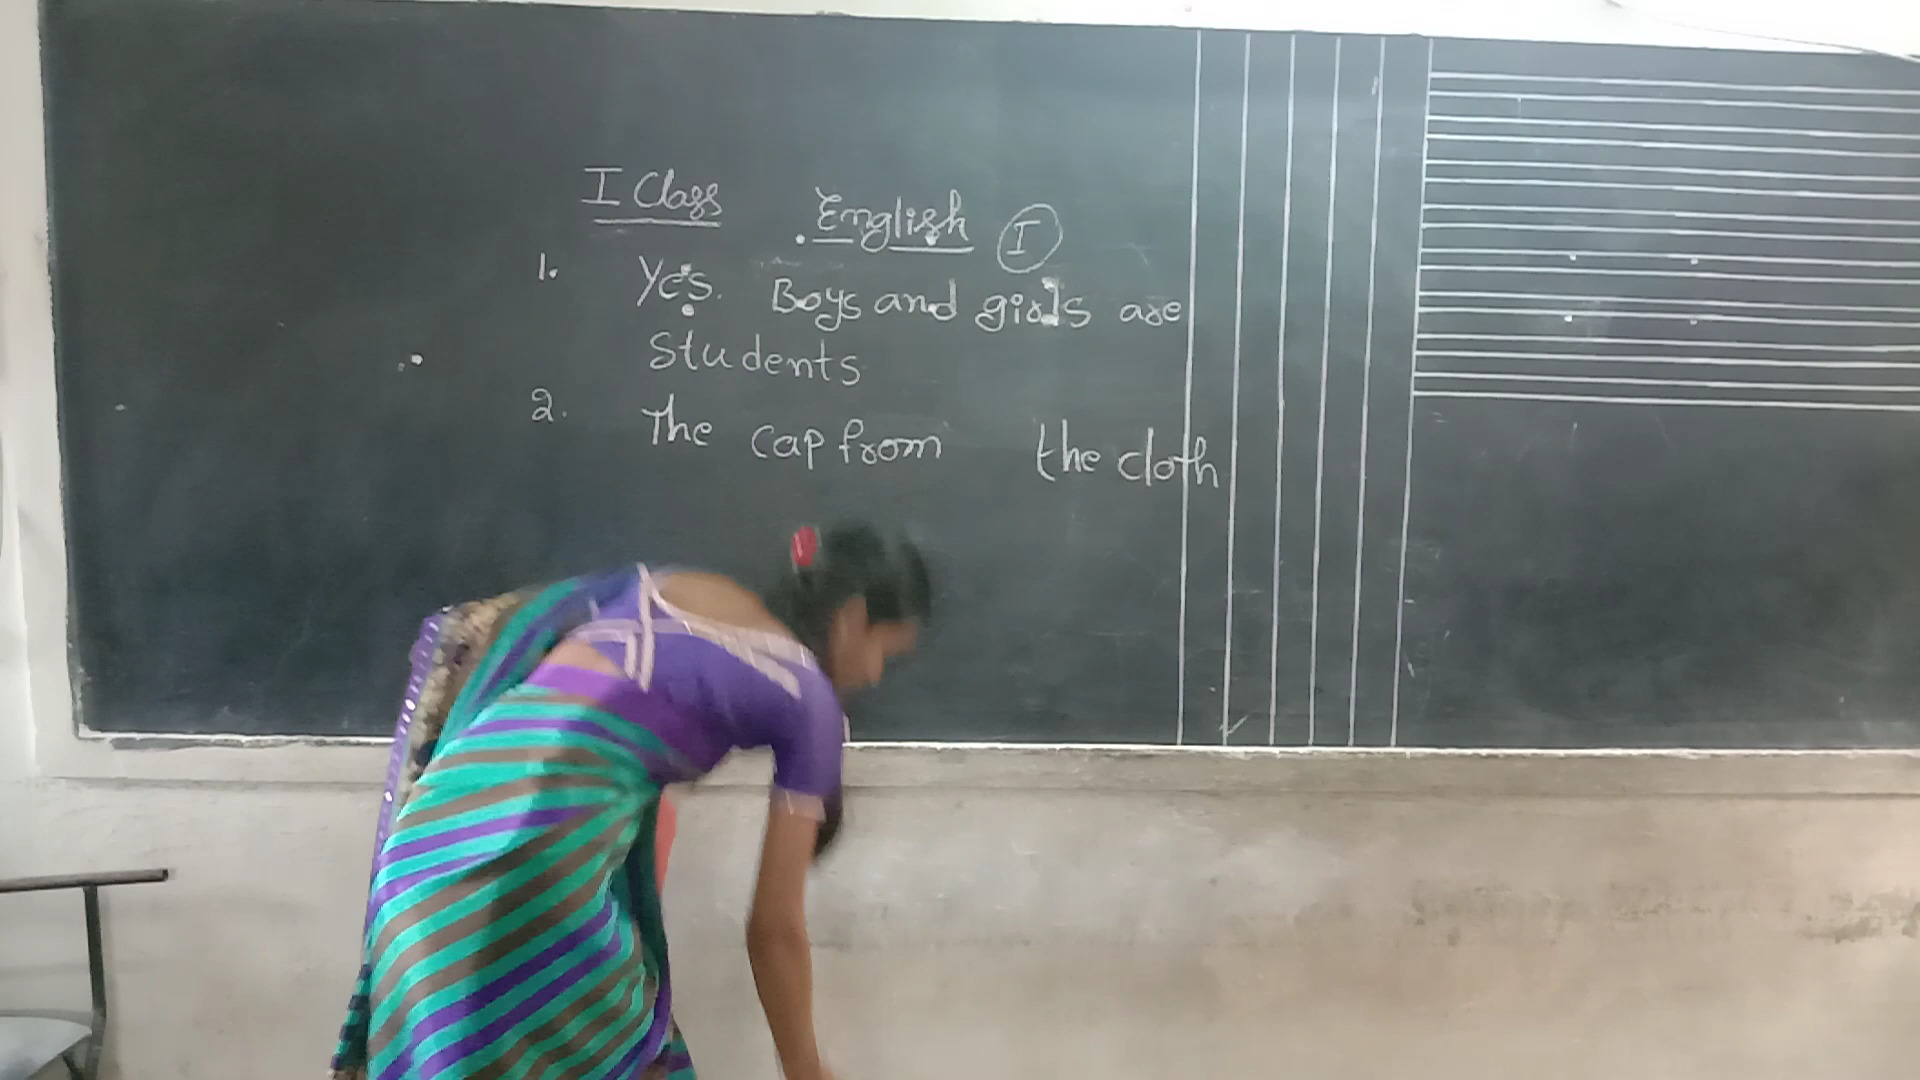 I Class English I
1. Yes. Boys and girls are
students
2. The cap from the cloth